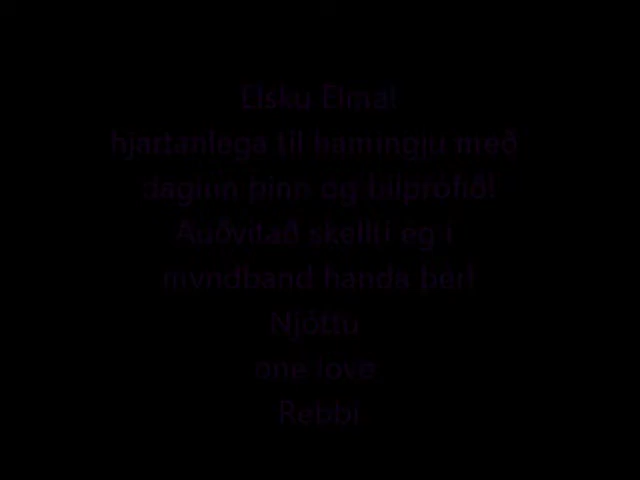 Elsku Elma!
hjartanlega til hamingju með
daginn þinn og bílprófið!
Auðvitað skellti ég í
myndband handa þér!
Njóttu
one love
Rebbi